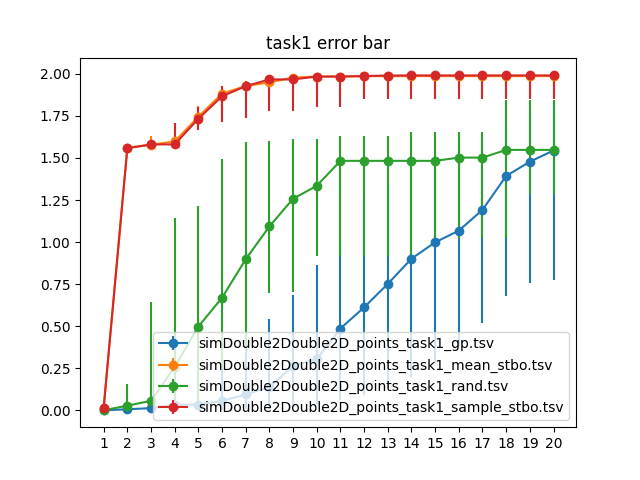 task1 error bar
2.00
1.75
1.50
1.25
1.00
0.75
0.50
0.25
0.00
simDouble2Double2D_points_task1_gp.tsv
simDouble2Double2D_points_task1_mean_stbo.tsv
simDouble2Double2D_points_task1_rand.tsv
simDouble2Double2D_points_task1_sample_stbo.tsv
1 2 3 4 5 6 7 8 9 10 11 12 13 14 15 16 17 18 19 20